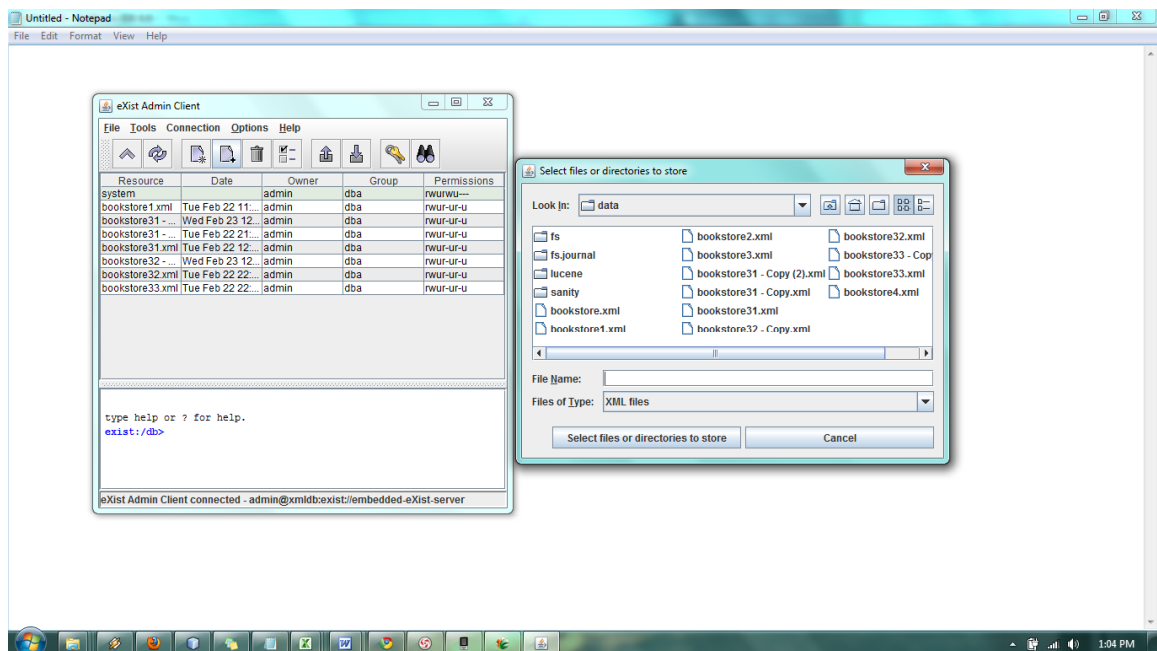 Untitled - Notepad
File Edit Format View Help
eXist Admin Client
File Tools Connection Options Help
Resource Date Owner Group Permissions
system admin dba rwurwu---
bookstore1.xml Tue Feb 22 11:... admin dba rwur-ur-u
bookstore31 - ... Wed Feb 23 12... admin dba rwur-ur-u
bookstore31 - ... Tue Feb 22 21:... admin dba rwur-ur-u
bookstore31.xml Tue Feb 22 12:... admin dba rwur-ur-u
bookstore32 - ... Wed Feb 23 12... admin dba rwur-ur-u
bookstore32.xml Tue Feb 22 22:... admin dba rwur-ur-u
bookstore33.xml Tue Feb 22 22:... admin dba rwur-ur-u
type help or ? for help.
exist:/db>
eXist Admin Client connected - admin@xmldb:exist://embedded-eXist-server
Select files or directories to store
Look In: data
fs bookstore2.xml bookstore32.xml
fs.journal bookstore3.xml bookstore33 - Cop
lucene bookstore31 - Copy (2).xml bookstore33.xml
sanity bookstore31 - Copy.xml bookstore4.xml
bookstore.xml bookstore31.xml
bookstore1.xml bookstore32 - Copy.xml
File Name:
Files of Type: XML files
Select files or directories to store Cancel
1:04 PM